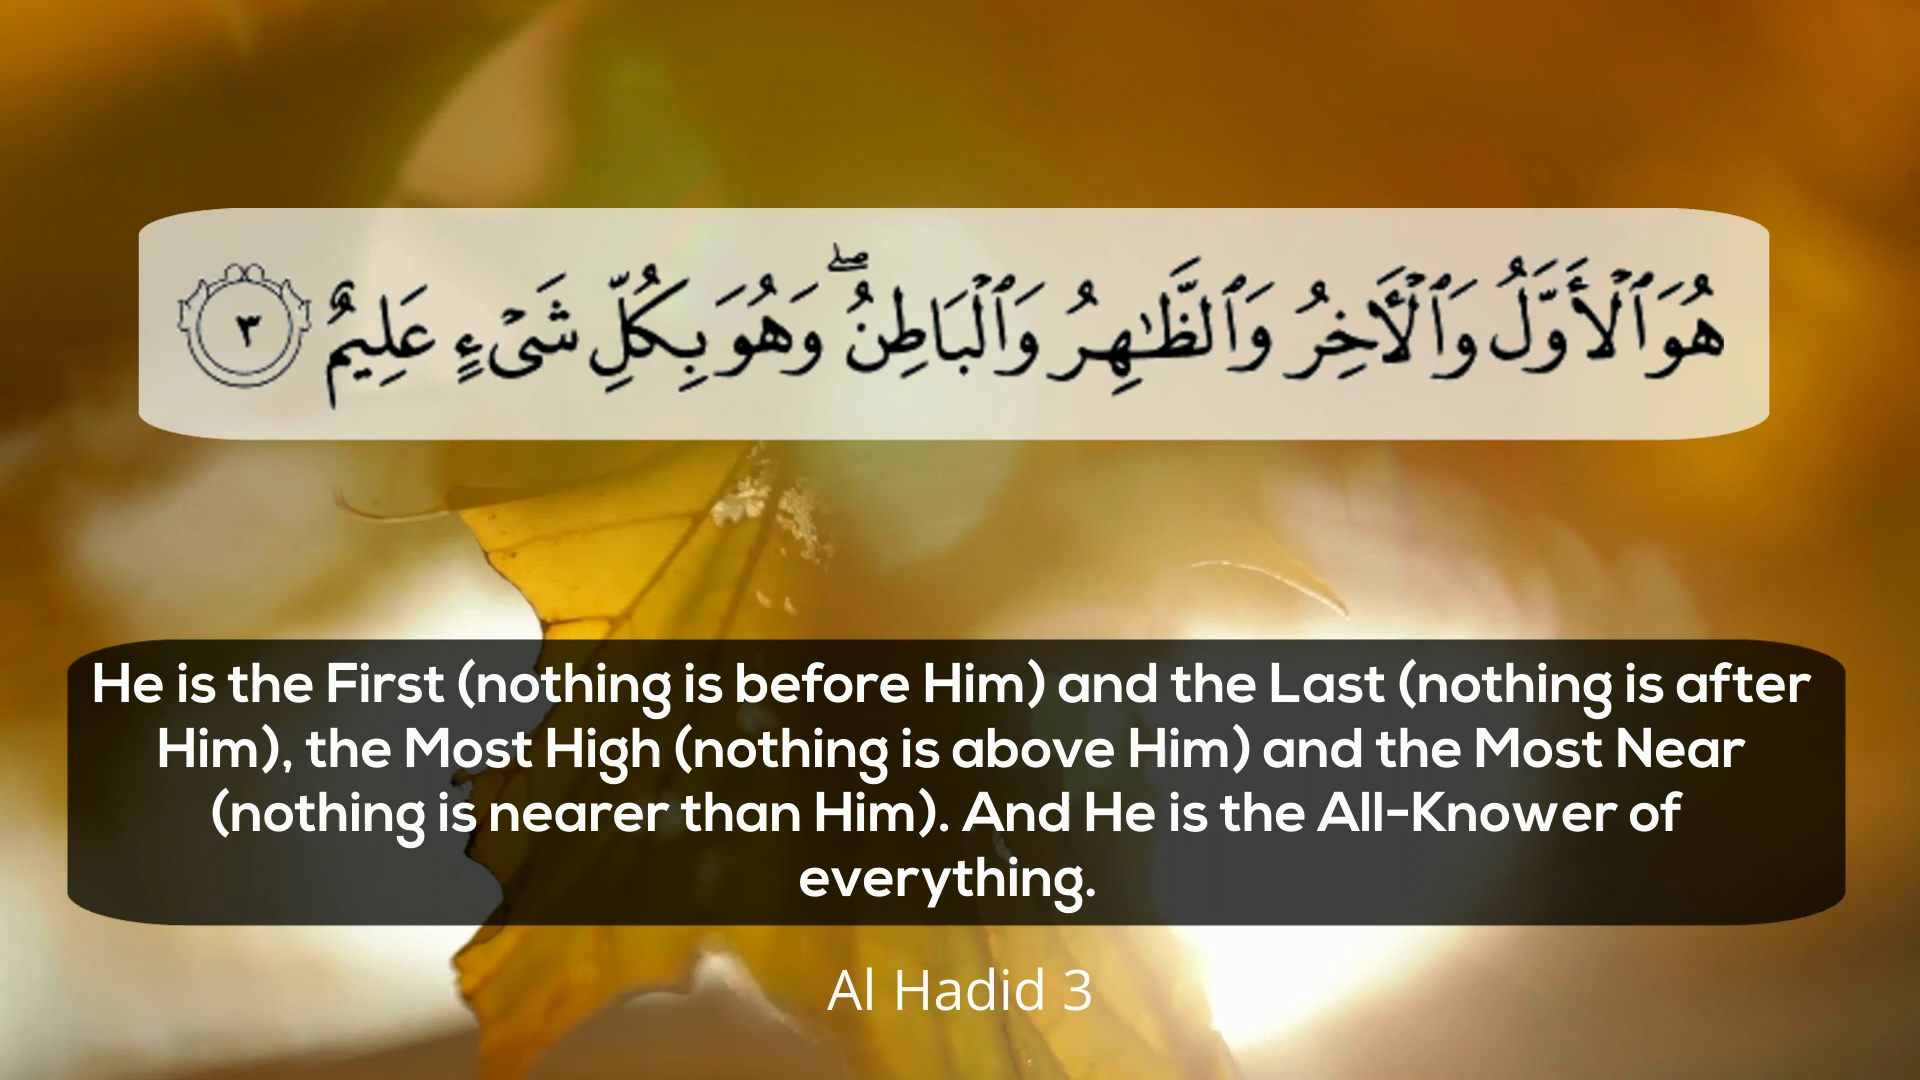 هُوَ ٱلْأَوَّلُ وَٱلْـَٔاخِرُ وَٱلظَّـٰهِرُ وَٱلْبَاطِنُ ۖ وَهُوَ بِكُلِّ شَىْءٍ عَلِيمٌ ٣
He is the First (nothing is before Him) and the Last (nothing is after
Him), the Most High (nothing is above Him) and the Most Near
(nothing is nearer than Him). And He is the All-Knower of
everything.
Al Hadid 3